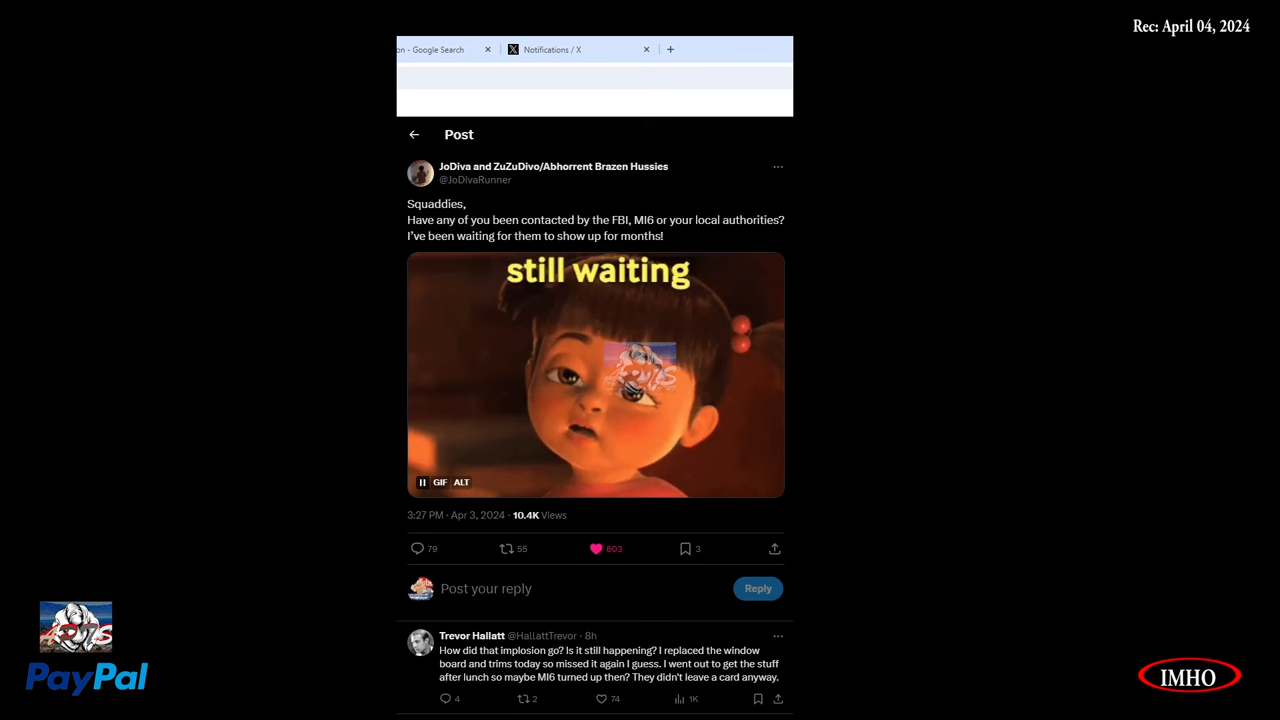 Rec: April 04, 2024
on - Google Search
Notifications / X
Post
JoDiva and ZuZuDivo/Abhorrent Brazen Hussies
@JoDivaRunner
Squaddies,
Have any of you been contacted by the FBI, MI6 or your local authorities?
I've been waiting for them to show up for months!
still waiting
GIF ALT
3:27 PM · Apr 3, 2024 · 10.4K Views
79 55 603 3
Post your reply
Reply
Trevor Hallatt @HallattTrevor · 8h
How did that implosion go? Is it still happening? I replaced the window
board and trims today so missed it again I guess. I went out to get the stuff
after lunch so maybe MI6 turned up then? They didn't leave a card anyway.
4 2 74 1K
PayPal
IMHO